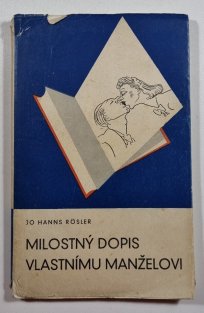 JO HANNS RÖSLER
MILOSTNÝ DOPIS
VLASTNÍMU MANŽELOVI